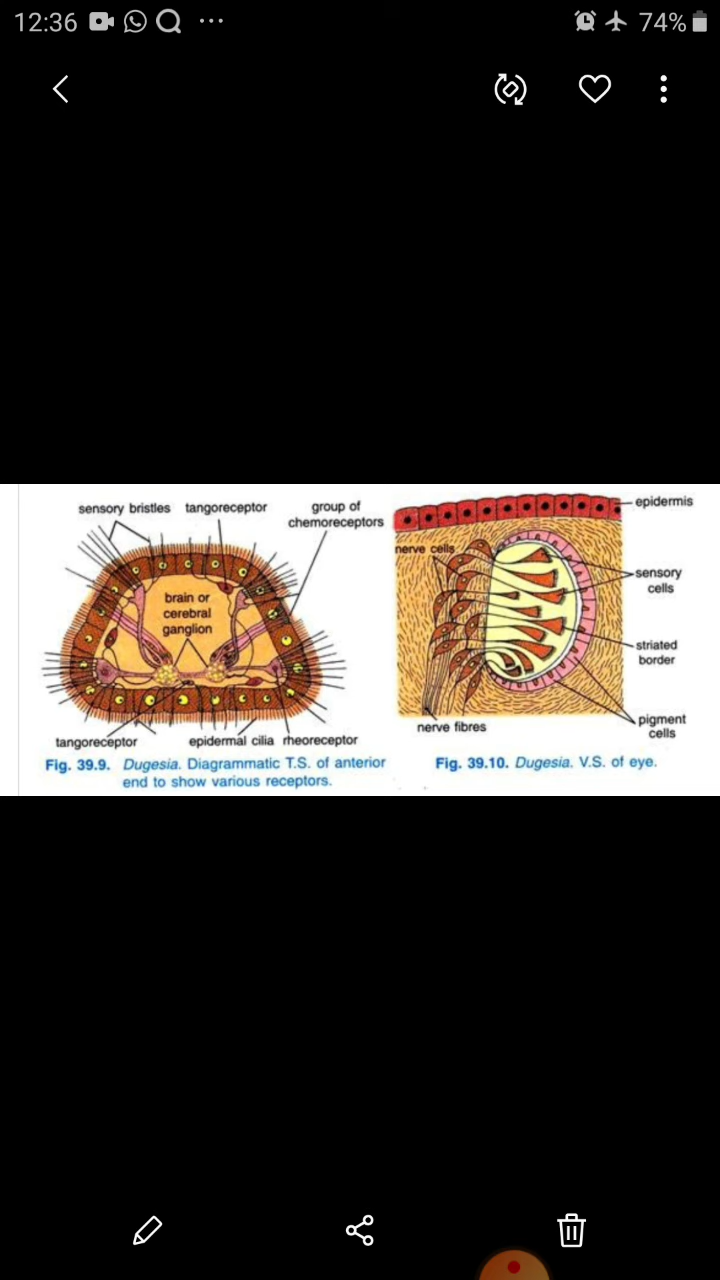 12:36
74%
sensory bristles
tangoreceptor
group of
chemoreceptors
brain or
cerebral
ganglion
tangoreceptor
epidermal cilia
rheoreceptor
Fig. 39.9. Dugesia. Diagrammatic T.S. of anterior
end to show various receptors.
epidermis
nerve cells
sensory
cells
striated
border
pigment
cells
nerve fibres
Fig. 39.10. Dugesia. V.S. of eye.